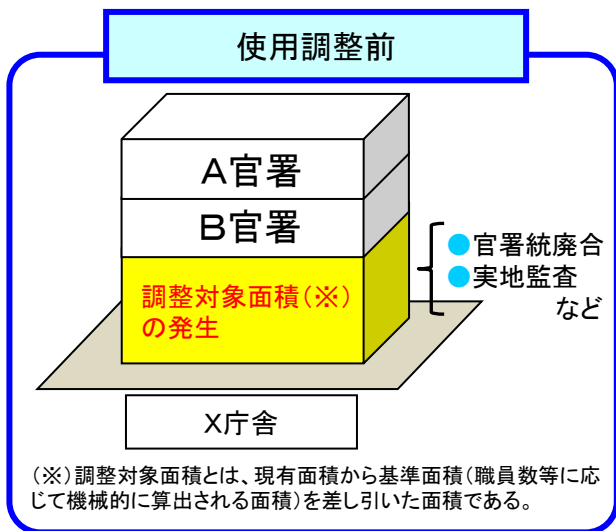 使用調整前
A官署
B官署
調整対象面積(※)
の発生
●官署統廃合
●実地監査
など
X庁舎
(※)調整対象面積とは、現有面積から基準面積(職員数等に応
じて機械的に算出される面積)を差し引いた面積である。